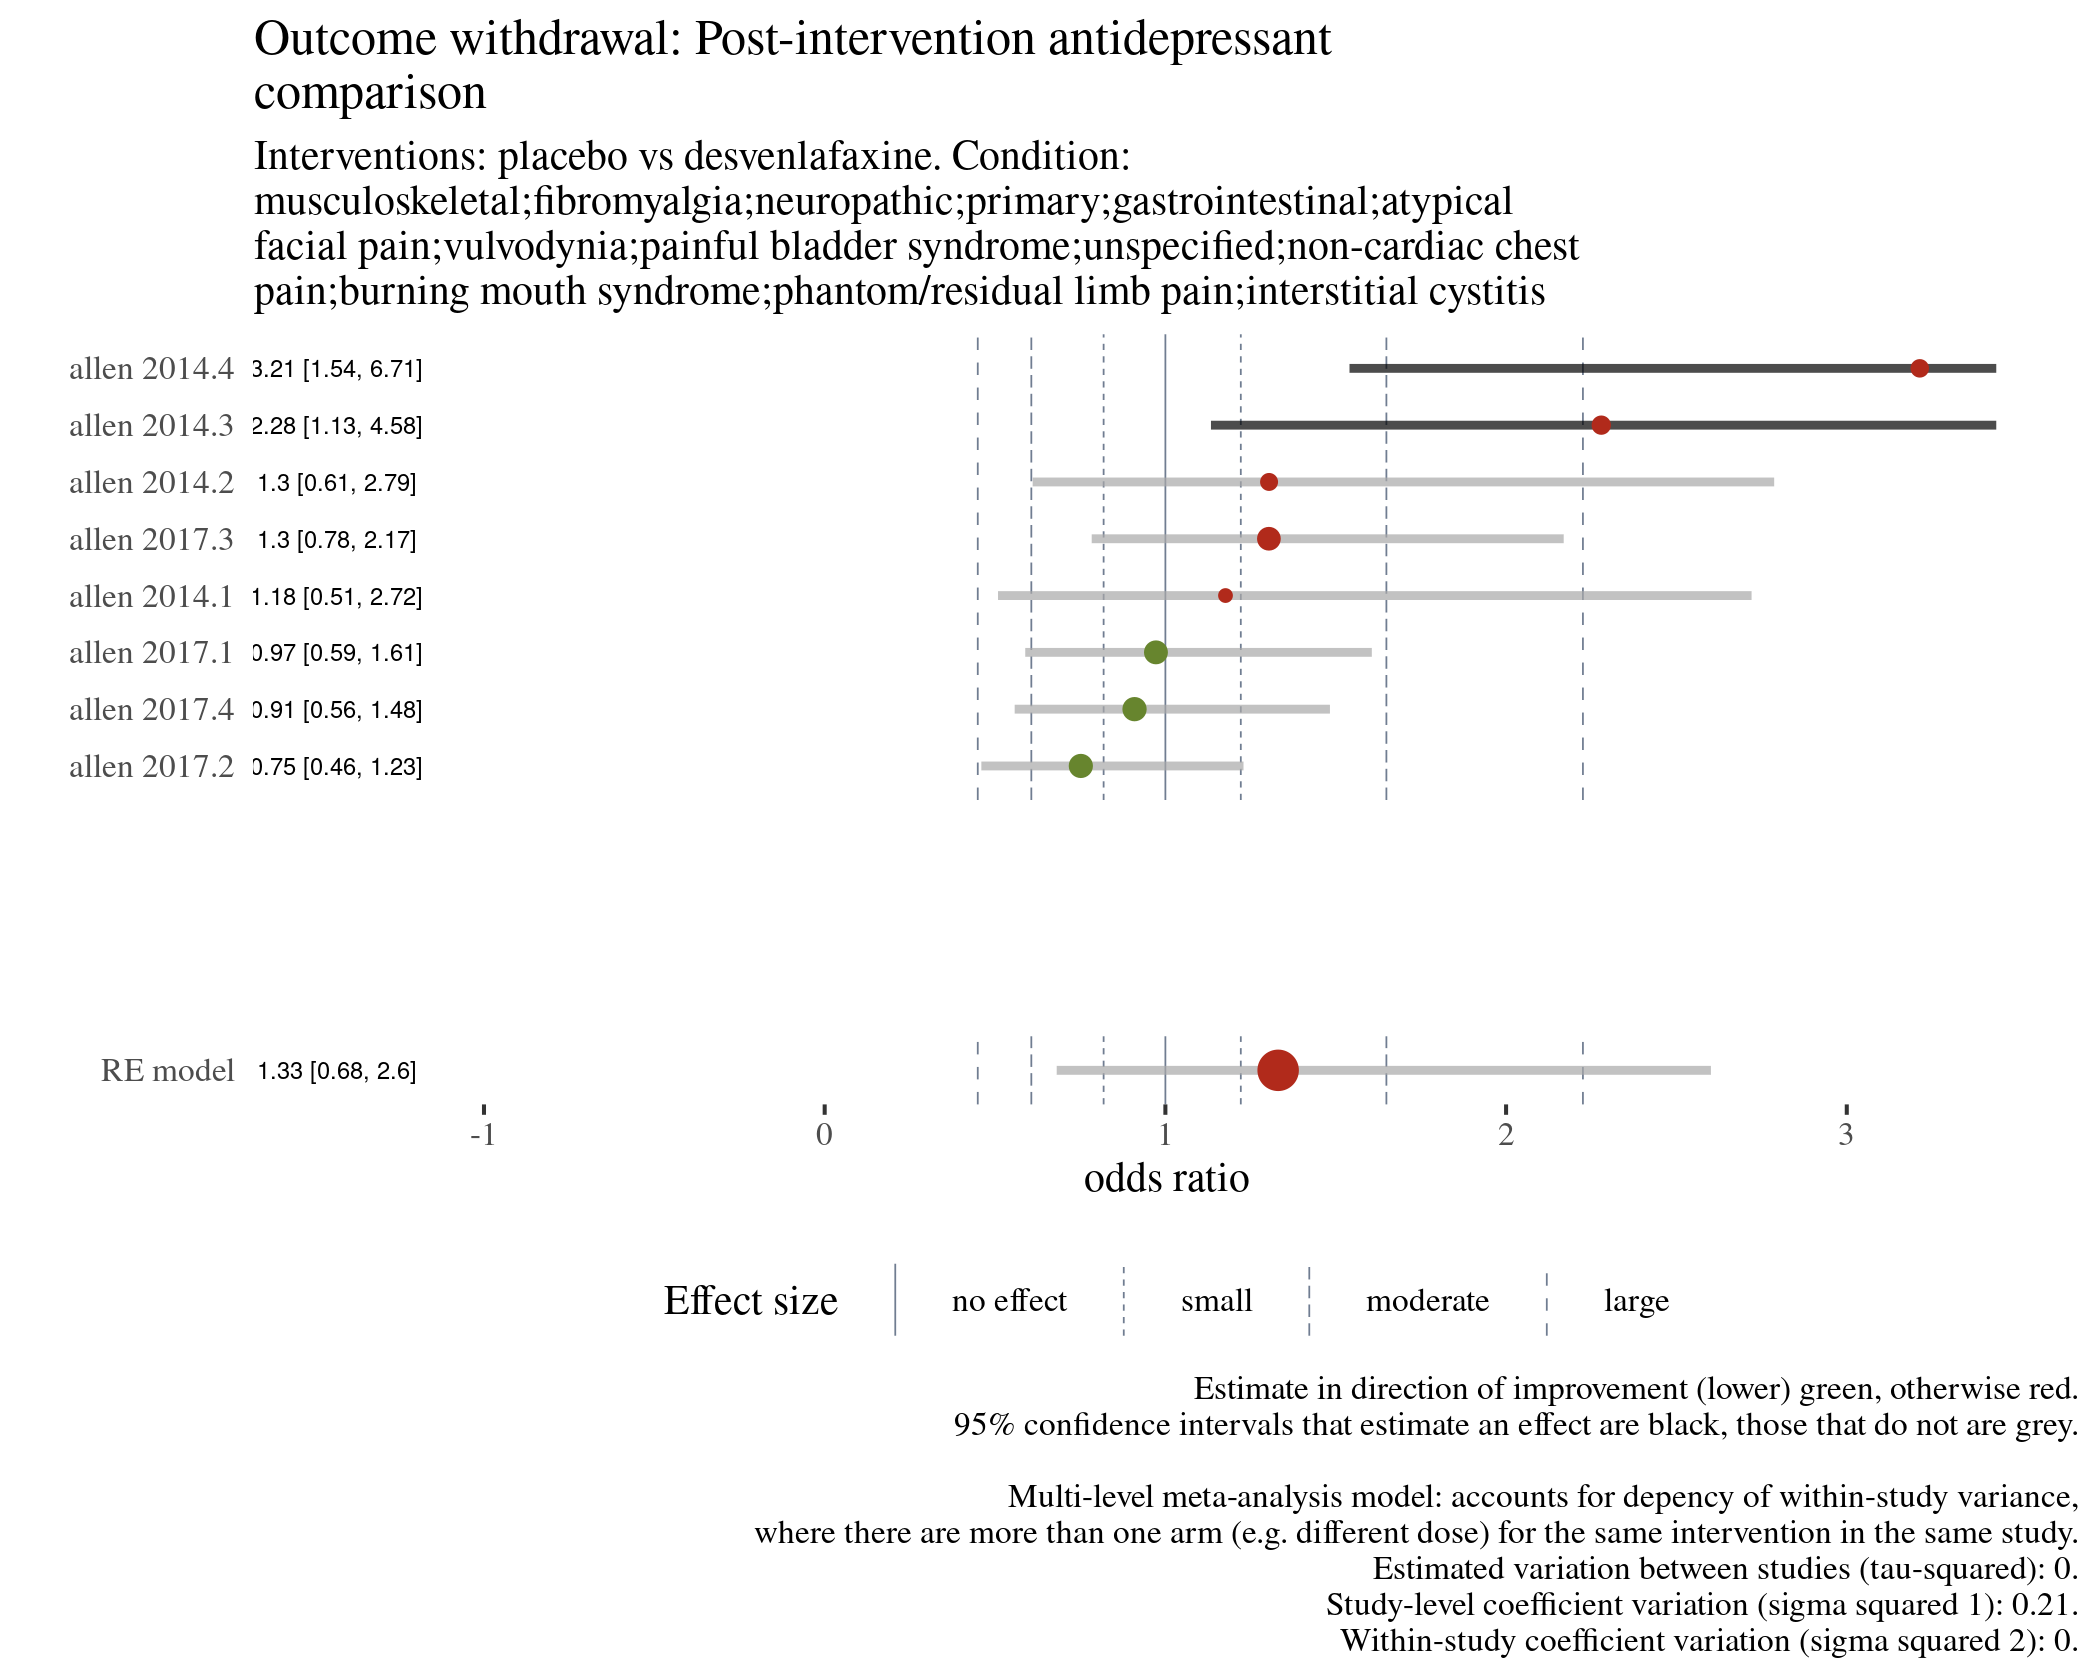 Outcome withdrawal: Post-intervention antidepressant
comparison
Interventions: placebo vs desvenlafaxine. Condition:
musculoskeletal;fibromyalgia;neuropathic;primary;gastrointestinal;atypical
facial pain;vulvodynia;painful bladder syndrome;unspecified;non-cardiac chest
pain;burning mouth syndrome;phantom/residual limb pain;interstitial cystitis
allen 2014.4 3.21 [1.54, 6.71]
allen 2014.3 2.28 [1.13, 4.58]
allen 2014.2 1.3 [0.61, 2.79]
allen 2017.3 1.3 [0.78, 2.17]
allen 2014.1 1.18 [0.51, 2.72]
allen 2017.1 0.97 [0.59, 1.61]
allen 2017.4 0.91 [0.56, 1.48]
allen 2017.2 0.75 [0.46, 1.23]
RE model 1.33 [0.68, 2.6]
-1 0 1 2 3
odds ratio
Effect size no effect small moderate large
Estimate in direction of improvement (lower) green, otherwise red.
95% confidence intervals that estimate an effect are black, those that do not are grey.
Multi-level meta-analysis model: accounts for depency of within-study variance,
where there are more than one arm (e.g. different dose) for the same intervention in the same study.
Estimated variation between studies (tau-squared): 0.
Study-level coefficient variation (sigma squared 1): 0.21.
Within-study coefficient variation (sigma squared 2): 0.